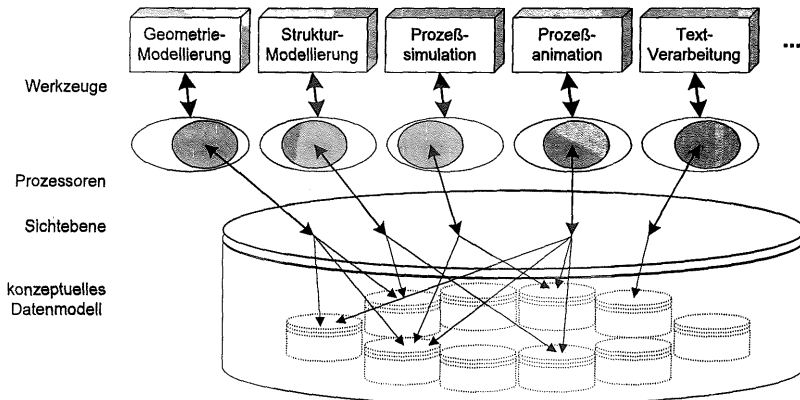 Geometrie-
Modellierung
Struktur-
Modellierung
Prozeß-
simulation
Prozeß-
animation
Text-
Verarbeitung
...
Werkzeuge
Prozessoren
Sichtebene
konzeptuelles
Datenmodell